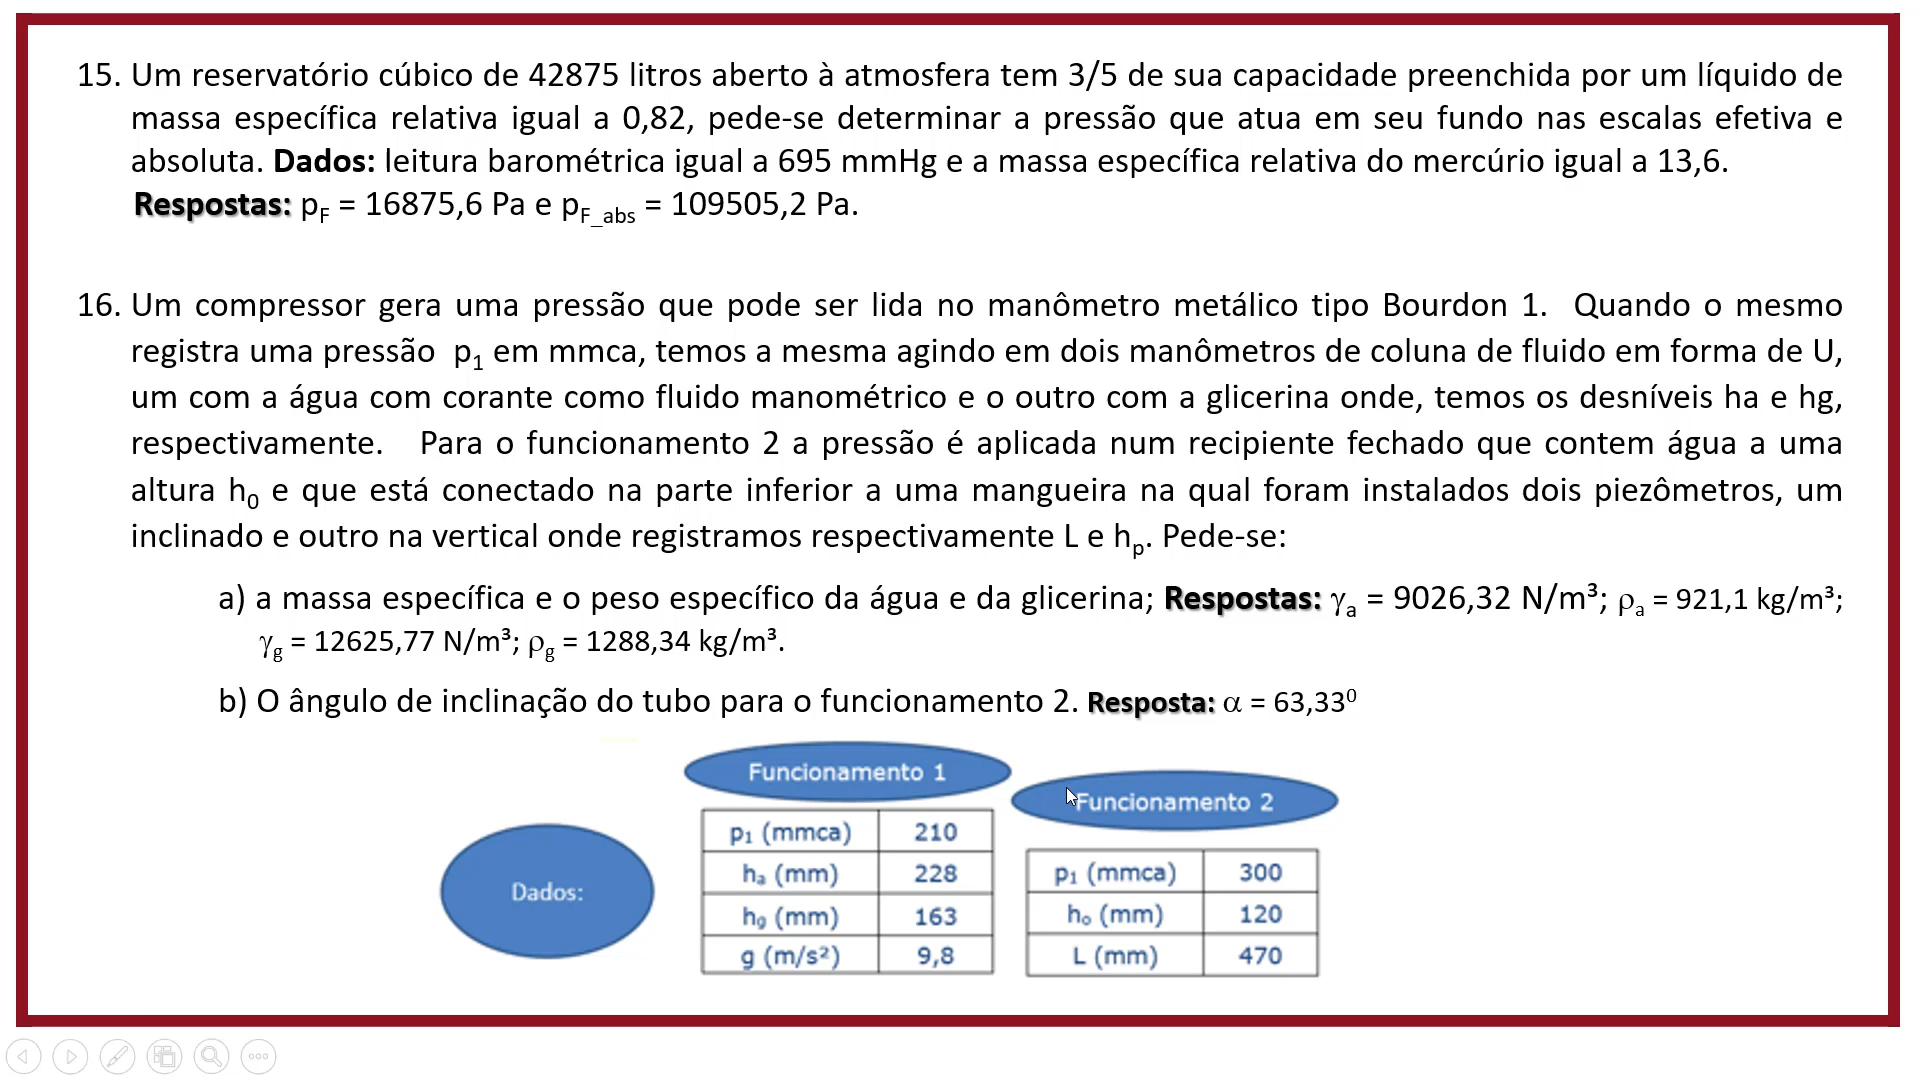 15. Um reservatório cúbico de 42875 litros aberto à atmosfera tem 3/5 de sua capacidade preenchida por um líquido de
massa específica relativa igual a 0,82, pede-se determinar a pressão que atua em seu fundo nas escalas efetiva e
absoluta. Dados: leitura barométrica igual a 695 mmHg e a massa específica relativa do mercúrio igual a 13,6.
Respostas: pF = 16875,6 Pa e pF_abs = 109505,2 Pa.
16. Um compressor gera uma pressão que pode ser lida no manômetro metálico tipo Bourdon 1. Quando o mesmo
registra uma pressão p1 em mmca, temos a mesma agindo em dois manômetros de coluna de fluido em forma de U,
um com a água com corante como fluido manométrico e o outro com a glicerina onde, temos os desníveis ha e hg,
respectivamente. Para o funcionamento 2 a pressão é aplicada num recipiente fechado que contem água a uma
altura h0 e que está conectado na parte inferior a uma mangueira na qual foram instalados dois piezômetros, um
inclinado e outro na vertical onde registramos respectivamente L e hp. Pede-se:
a) a massa específica e o peso específico da água e da glicerina; Respostas: γa = 9026,32 N/m³; ρa = 921,1 kg/m³;
γg = 12625,77 N/m³; ρg = 1288,34 kg/m³.
b) O ângulo de inclinação do tubo para o funcionamento 2. Resposta: α = 63,33⁰
Funcionamento 1
Funcionamento 2
Dados:
p₁ (mmca) 210
hₐ (mm) 228
hg (mm) 163
g (m/s²) 9,8
p₁ (mmca) 300
hₒ (mm) 120
L (mm) 470